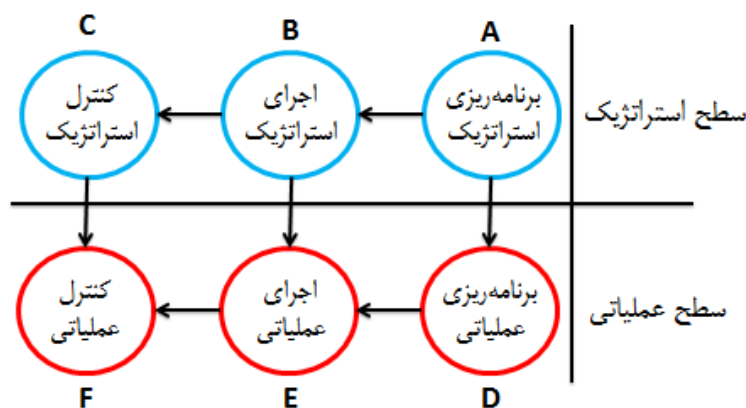 A B C
سطح استراتژیک
برنامه‌ریزی
استراتژیک
اجرای
استراتژیک
کنترل
استراتژیک
سطح عملیاتی
برنامه‌ریزی
عملیاتی
اجرای
عملیاتی
کنترل
عملیاتی
D E F